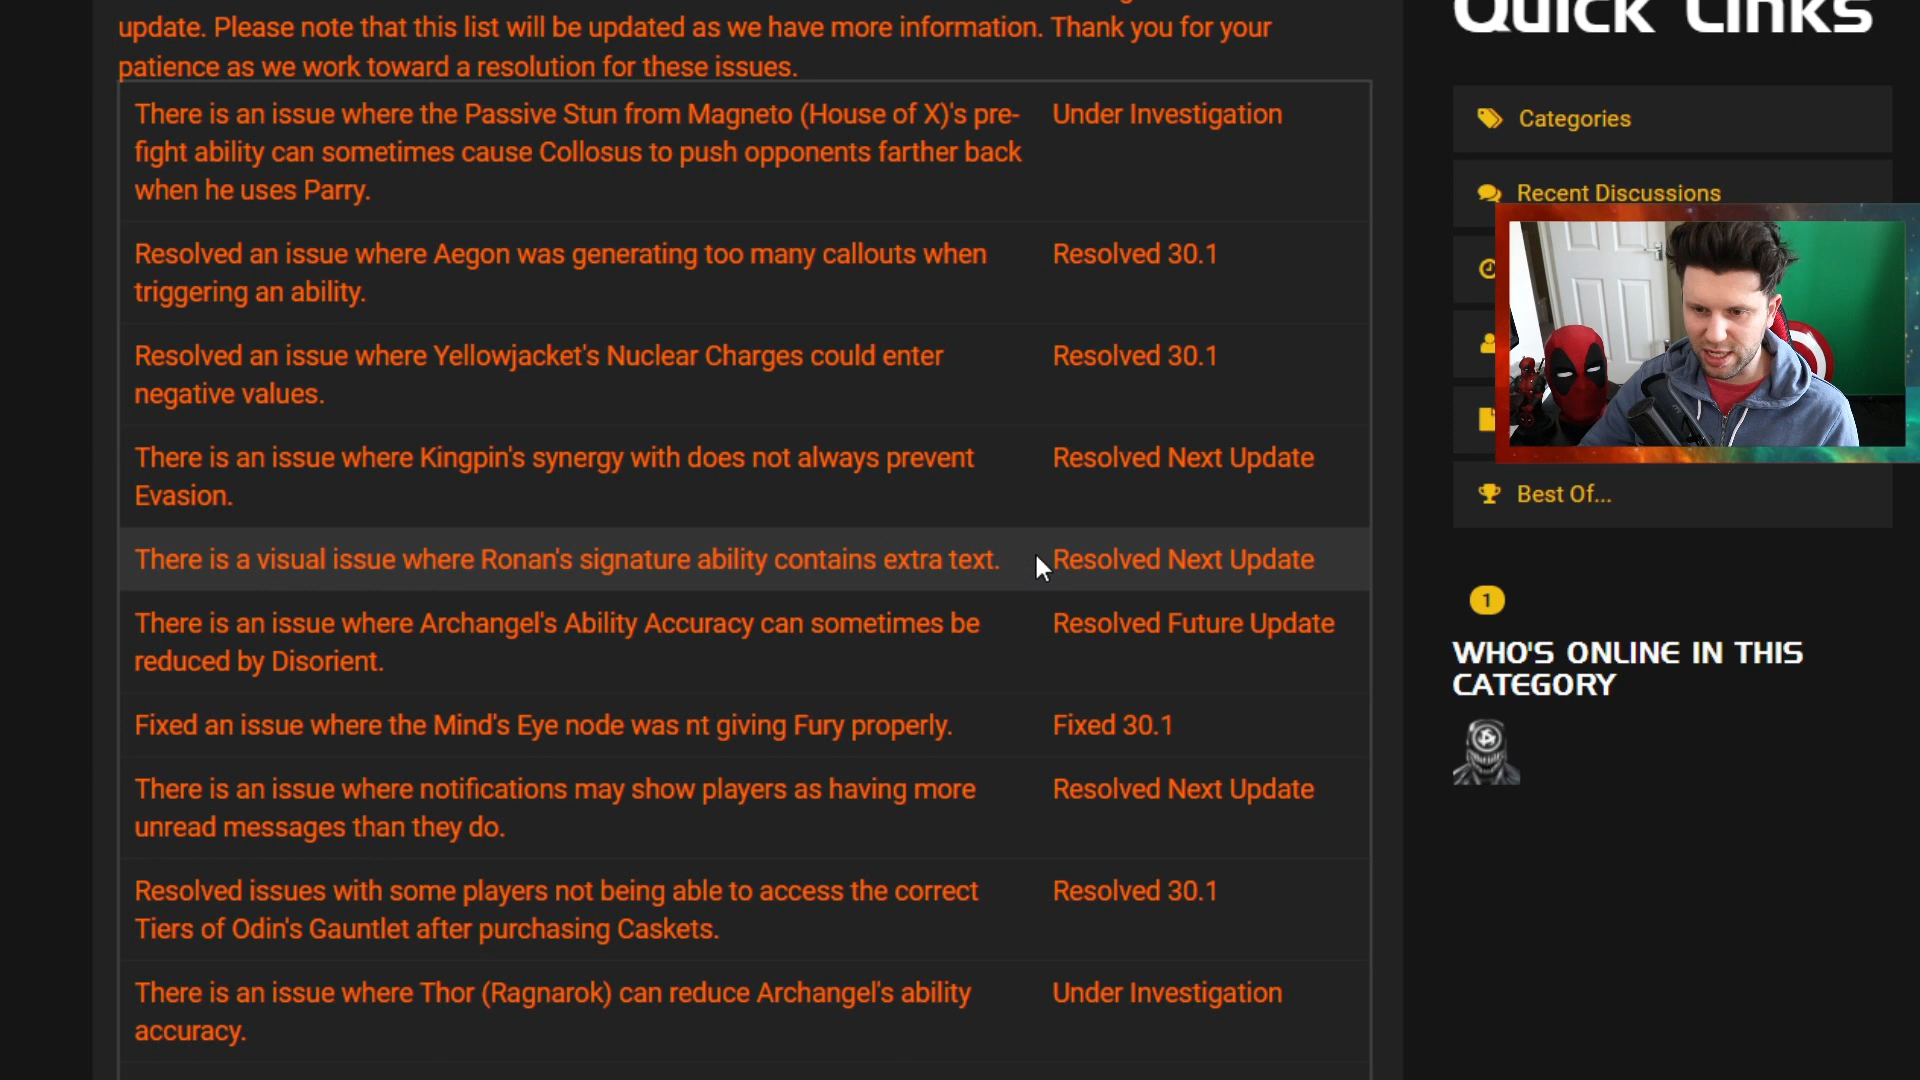 update. Please note that this list will be updated as we have more information. Thank you for your
patience as we work toward a resolution for these issues.
There is an issue where the Passive Stun from Magneto (House of X)'s pre-
fight ability can sometimes cause Collosus to push opponents farther back
when he uses Parry.
Under Investigation
Resolved an issue where Aegon was generating too many callouts when
triggering an ability.
Resolved 30.1
Resolved an issue where Yellowjacket's Nuclear Charges could enter
negative values.
Resolved 30.1
There is an issue where Kingpin's synergy with does not always prevent
Evasion.
Resolved Next Update
There is a visual issue where Ronan's signature ability contains extra text.
Resolved Next Update
There is an issue where Archangel's Ability Accuracy can sometimes be
reduced by Disorient.
Resolved Future Update
Fixed an issue where the Mind's Eye node was nt giving Fury properly.
Fixed 30.1
There is an issue where notifications may show players as having more
unread messages than they do.
Resolved Next Update
Resolved issues with some players not being able to access the correct
Tiers of Odin's Gauntlet after purchasing Caskets.
Resolved 30.1
There is an issue where Thor (Ragnarok) can reduce Archangel's ability
accuracy.
Under Investigation
Quick Links
Categories
Recent Discussions
Best Of...
1
WHO'S ONLINE IN THIS
CATEGORY